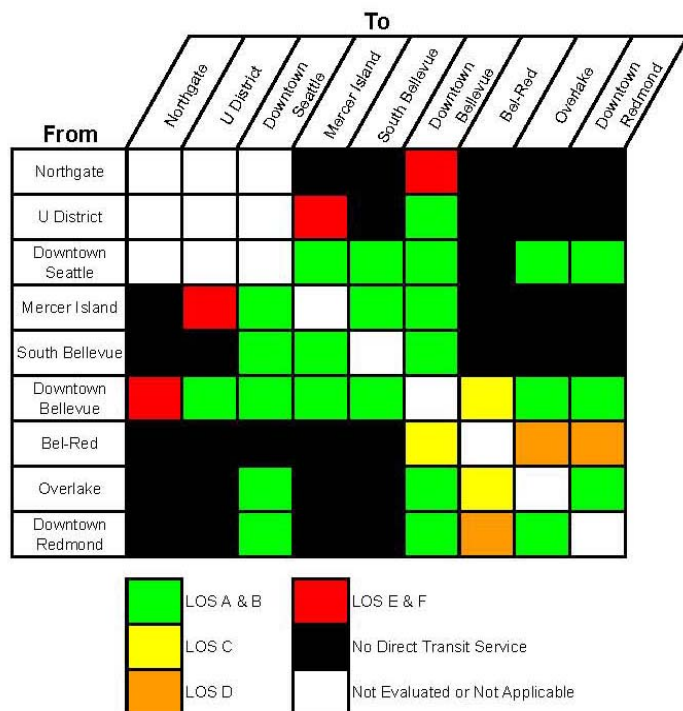 To
Northgate
U District
Downtown
Seattle
Mercer Island
South Bellevue
Downtown
Bellevue
Bel-Red
Overlake
Downtown
Redmond
From
Northgate
U District
Downtown
Seattle
Mercer Island
South Bellevue
Downtown
Bellevue
Bel-Red
Overlake
Downtown
Redmond
LOS A & B
LOS E & F
LOS C
No Direct Transit Service
LOS D
Not Evaluated or Not Applicable